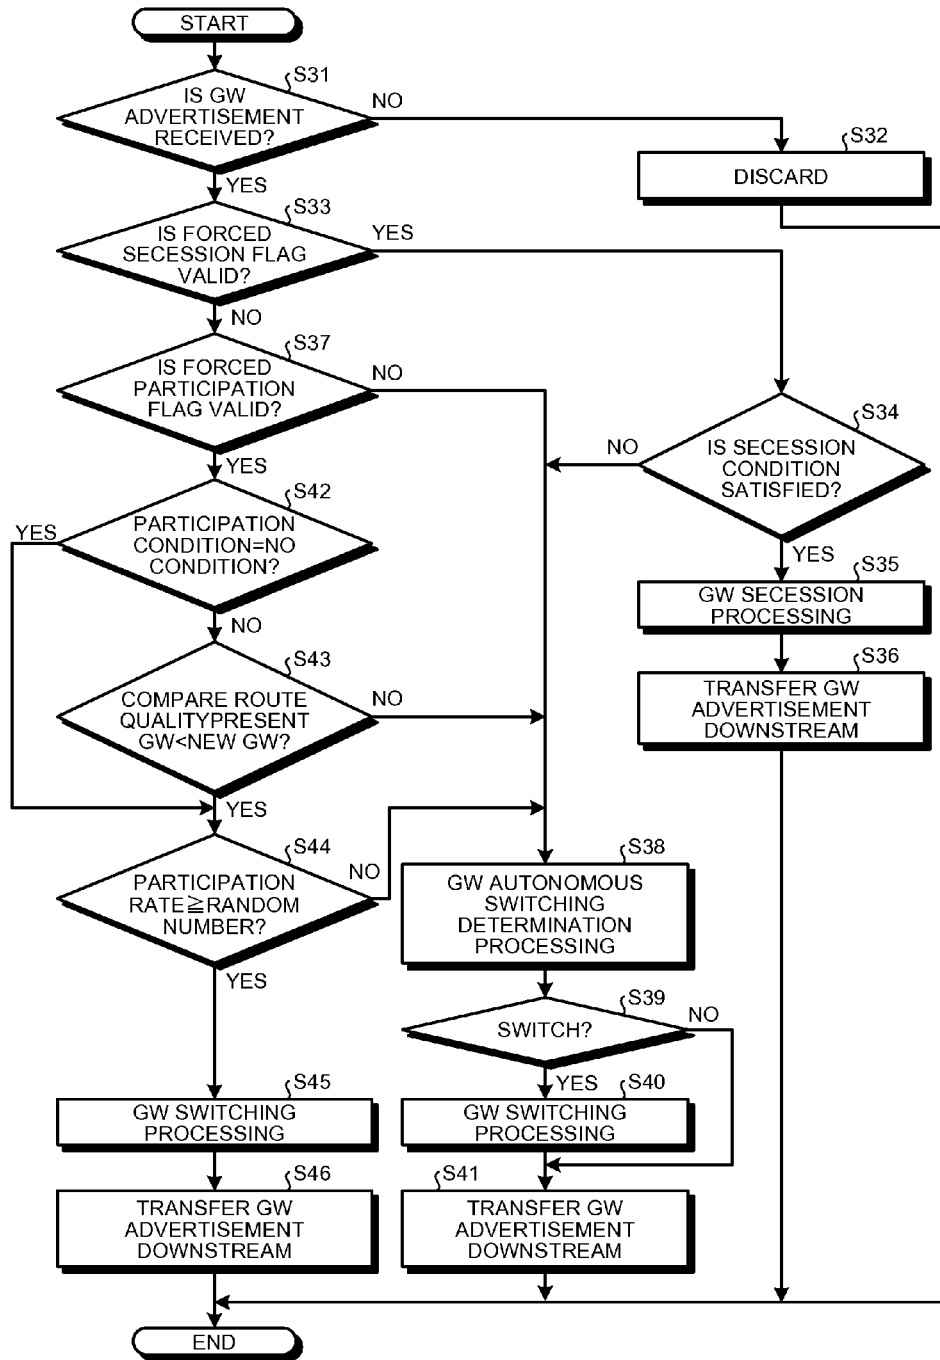 START
S31
IS GW
ADVERTISEMENT
RECEIVED?
NO
YES
S32
DISCARD
S33
IS FORCED
SECESSION FLAG
VALID?
YES
NO
S37
IS FORCED
PARTICIPATION
FLAG VALID?
NO
YES
S34
IS SECESSION
CONDITION
SATISFIED?
NO
YES
S42
PARTICIPATION
CONDITION=NO
CONDITION?
YES
NO
S35
GW SECESSION
PROCESSING
S36
TRANSFER GW
ADVERTISEMENT
DOWNSTREAM
S43
COMPARE ROUTE
QUALITYPRESENT
GW<NEW GW?
NO
YES
S44
PARTICIPATION
RATE≧RANDOM
NUMBER?
NO
YES
S38
GW AUTONOMOUS
SWITCHING
DETERMINATION
PROCESSING
S39
SWITCH?
NO
YES
S45
GW SWITCHING
PROCESSING
S40
GW SWITCHING
PROCESSING
S46
TRANSFER GW
ADVERTISEMENT
DOWNSTREAM
S41
TRANSFER GW
ADVERTISEMENT
DOWNSTREAM
END